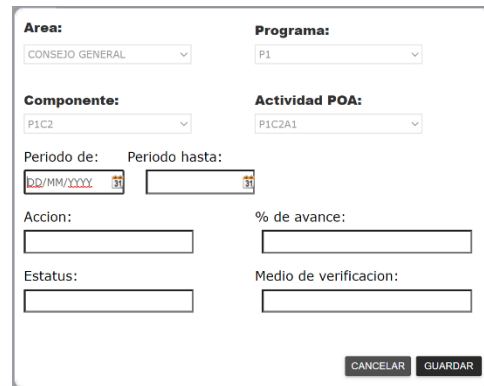 Area: Programa:
CONSEJO GENERAL P1
Componente: Actividad POA:
P1C2 P1C2A1
Periodo de: Periodo hasta:
DD/MM/YYYY 31 31
Accion: % de avance:
Estatus: Medio de verificacion:
CANCELAR GUARDAR